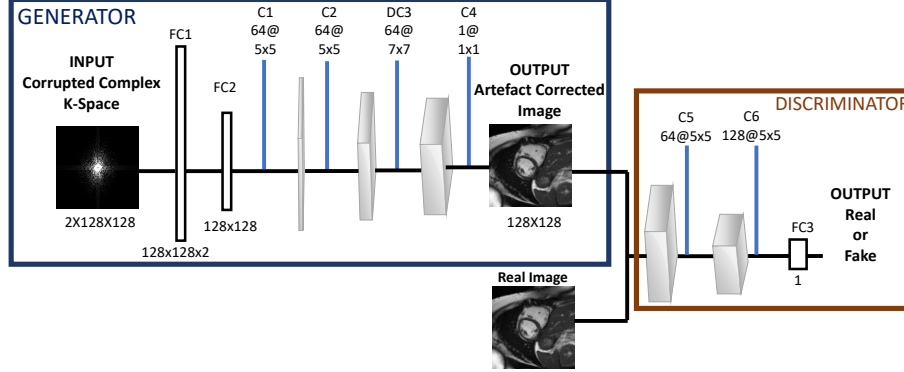 GENERATOR
INPUT
Corrupted Complex
K-Space
2X128X128
FC1
128x128x2
FC2
128x128
C1
64@
5x5
C2
64@
5x5
DC3
64@
7x7
C4
1@
1x1
OUTPUT
Artefact Corrected
Image
128X128
Real Image
DISCRIMINATOR
C5
64@5x5
C6
128@5x5
FC3
1
OUTPUT
Real
or
Fake